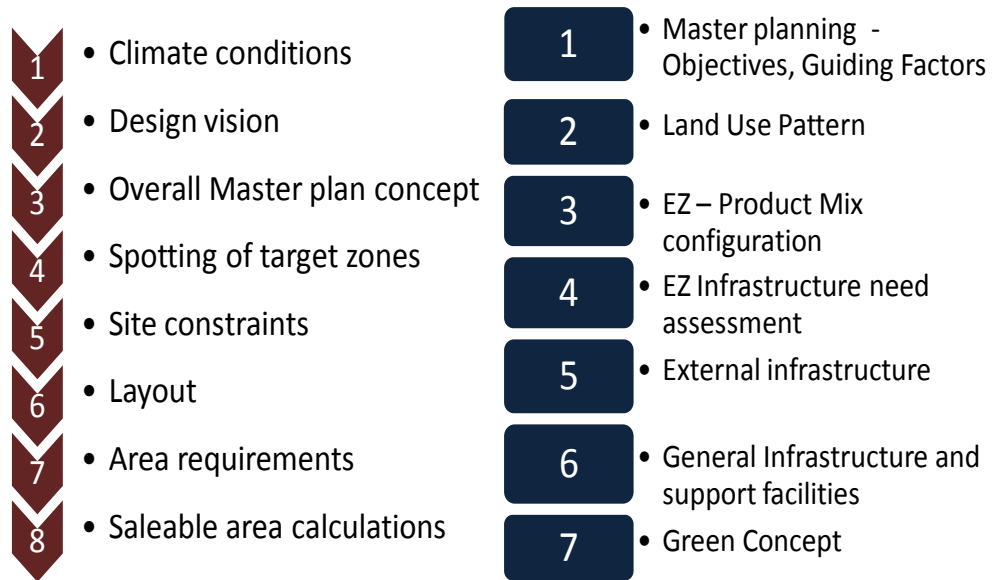 1 • Climate conditions
2 • Design vision
3 • Overall Master plan concept
4 • Spotting of target zones
5 • Site constraints
6 • Layout
7 • Area requirements
8 • Saleable area calculations
1 • Master planning -
Objectives, Guiding Factors
2 • Land Use Pattern
3 • EZ – Product Mix
configuration
4 • EZ Infrastructure need
assessment
5 • External infrastructure
6 • General Infrastructure and
support facilities
7 • Green Concept